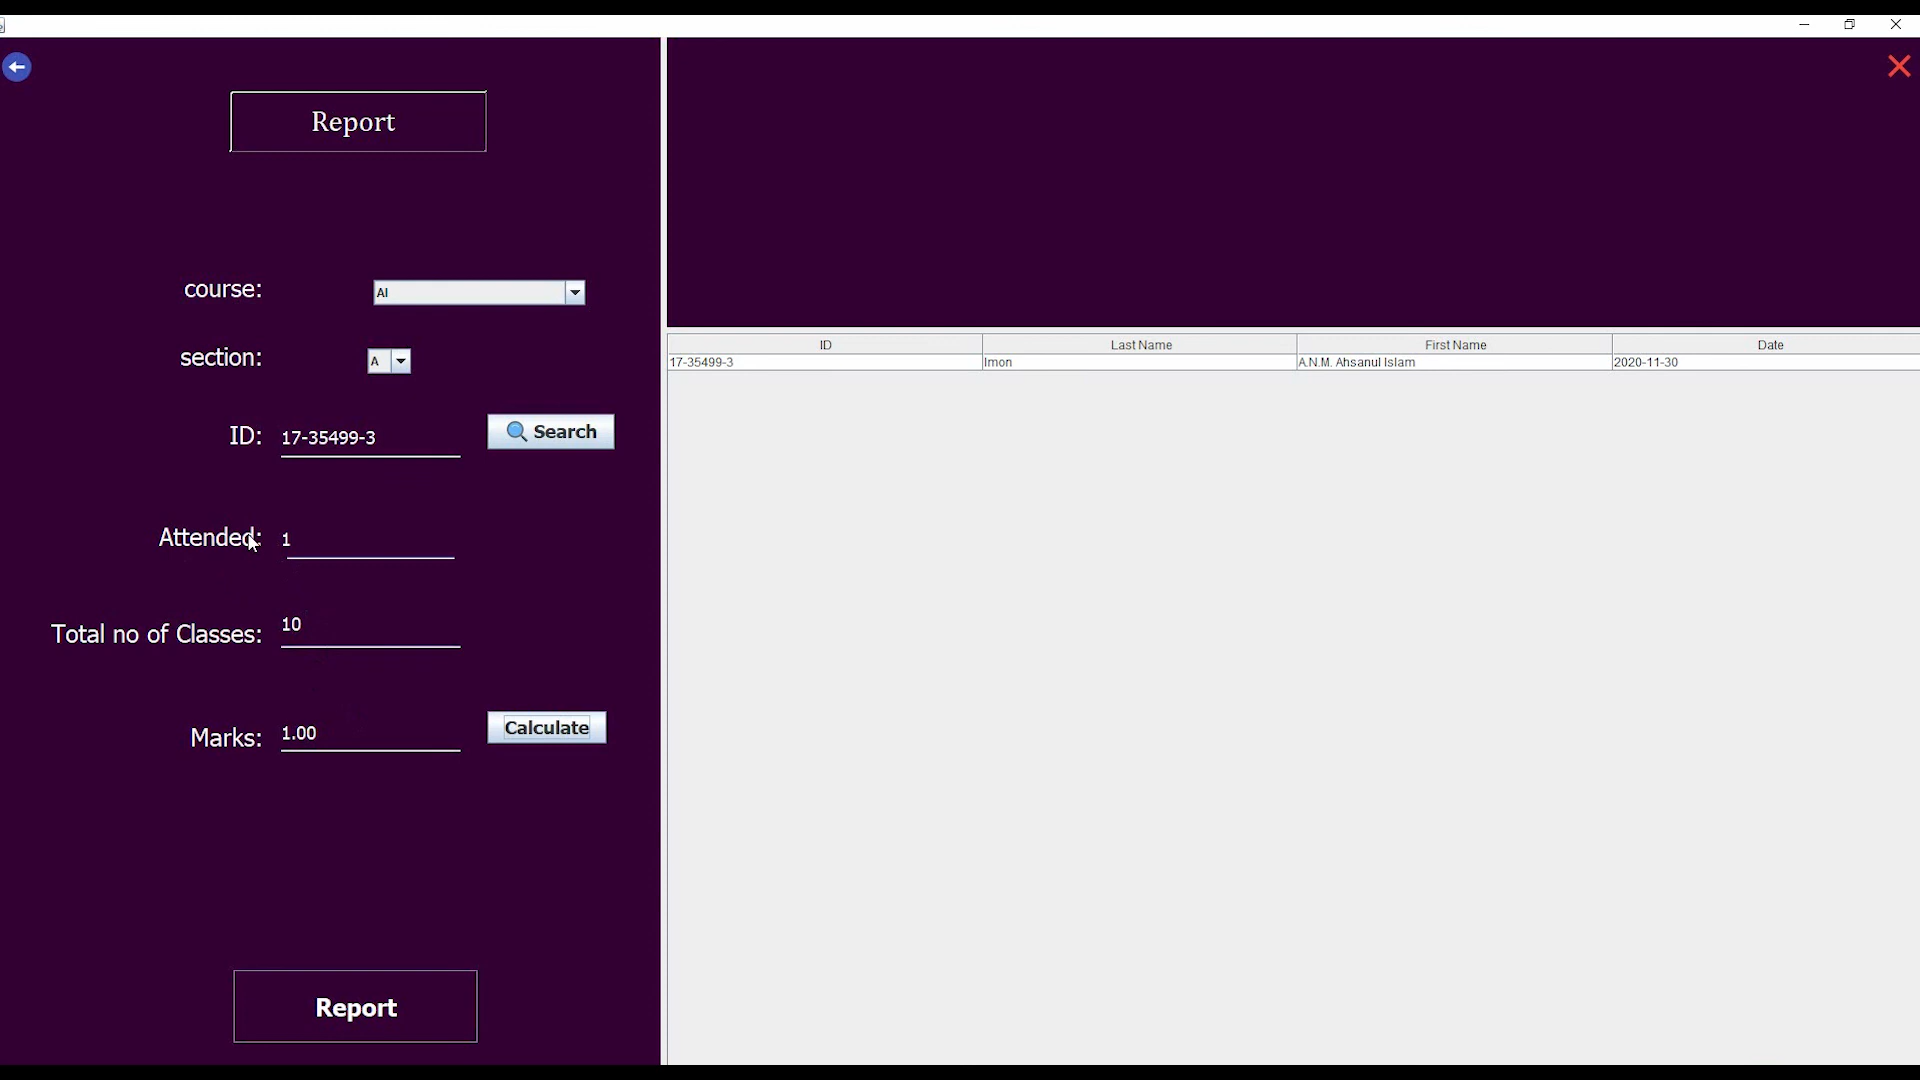 Report
course: AI
section: A
ID: 17-35499-3 Search
Attended: 1
Total no of Classes: 10
Marks: 1.00 Calculate
Report
ID Last Name First Name Date
17-35499-3 Imon A.N.M. Ahsanul Islam 2020-11-30